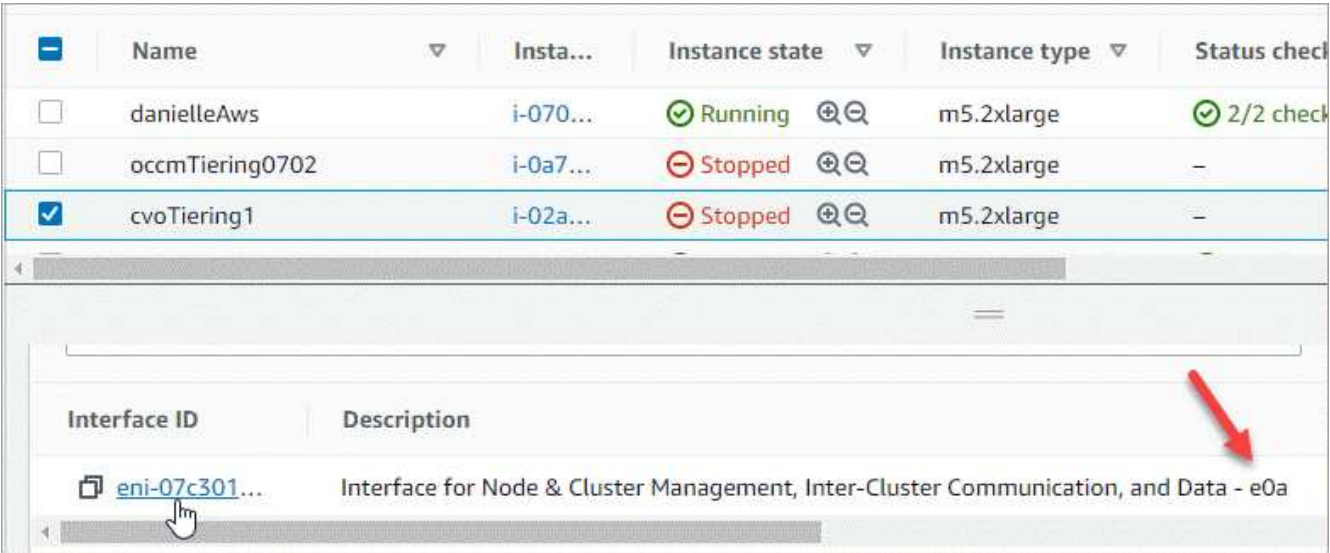 Name Insta... Instance state Instance type Status check
danielleAws i-070... Running m5.2xlarge 2/2 check
occmTiering0702 i-0a7... Stopped m5.2xlarge –
cvoTiering1 i-02a... Stopped m5.2xlarge –
Interface ID Description
eni-07c301... Interface for Node & Cluster Management, Inter-Cluster Communication, and Data - e0a